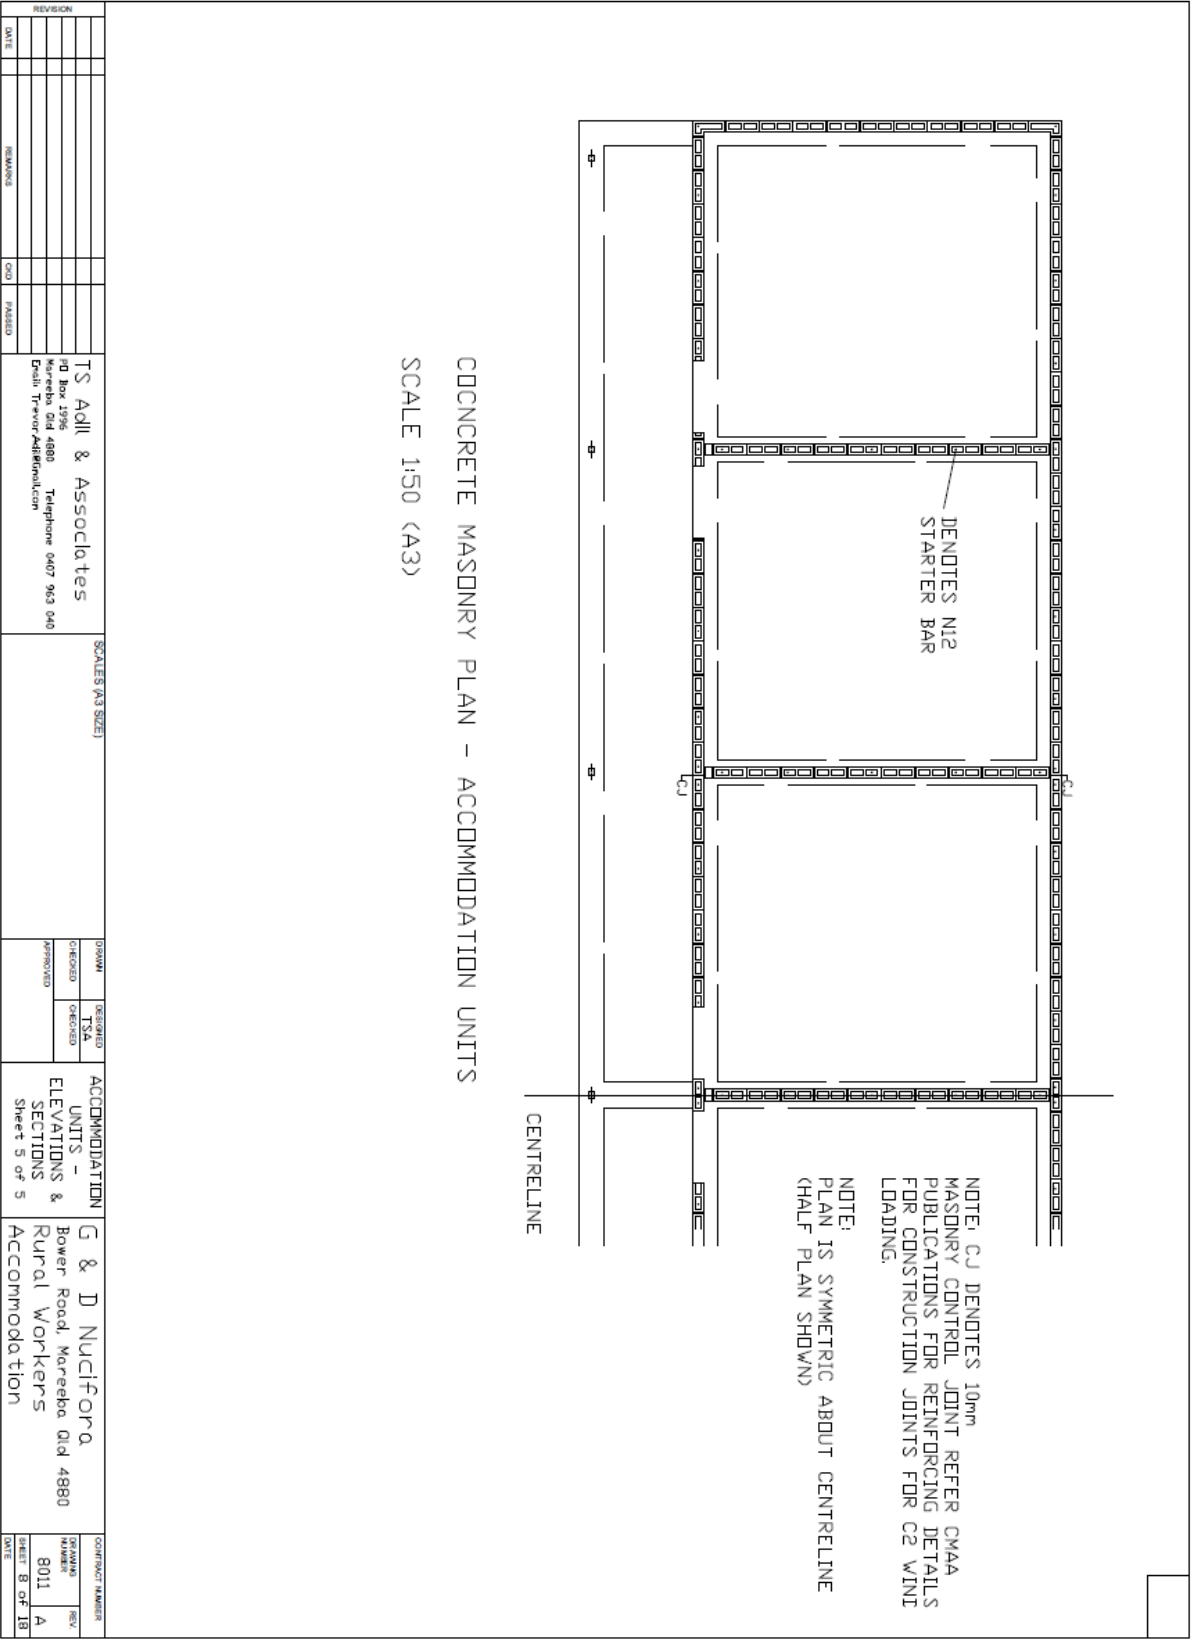 DENOTES N12
STARTER BAR
CJ
CJ
NOTE: CJ DENOTES 10mm
MASONRY CONTROL JOINT REFER CMAA
PUBLICATIONS FOR REINFORCING DETAILS
FOR CONSTRUCTION JOINTS FOR C2 WIND
LOADING.
NOTE:
PLAN IS SYMMETRIC ABOUT CENTRELINE
(HALF PLAN SHOWN)
CENTRELINE
COCNCRETE MASONRY PLAN - ACCOMMODATION UNITS
SCALE 1:50 (A3)
REVISION
DATE
REMARKS
CKD
PASSED
TS Adil & Associates
PO Box 1996
Mareeba Qld 4880 Telephone 0407 963 040
Email: TrevorAdil@Gmail.com
SCALES (A3 SIZE)
DRAWN
DESIGNED
TSA
CHECKED
CHECKED
APPROVED
ACCOMMODATION
UNITS -
ELEVATIONS &
SECTIONS
Sheet 5 of 5
G & D Nucifora
Bower Road, Mareeba Qld 4880
Rural Workers
Accommodation
CONTRACT NUMBER
DRAWING
NUMBER
REV.
8011
A
SHEET 8 of 18
DATE